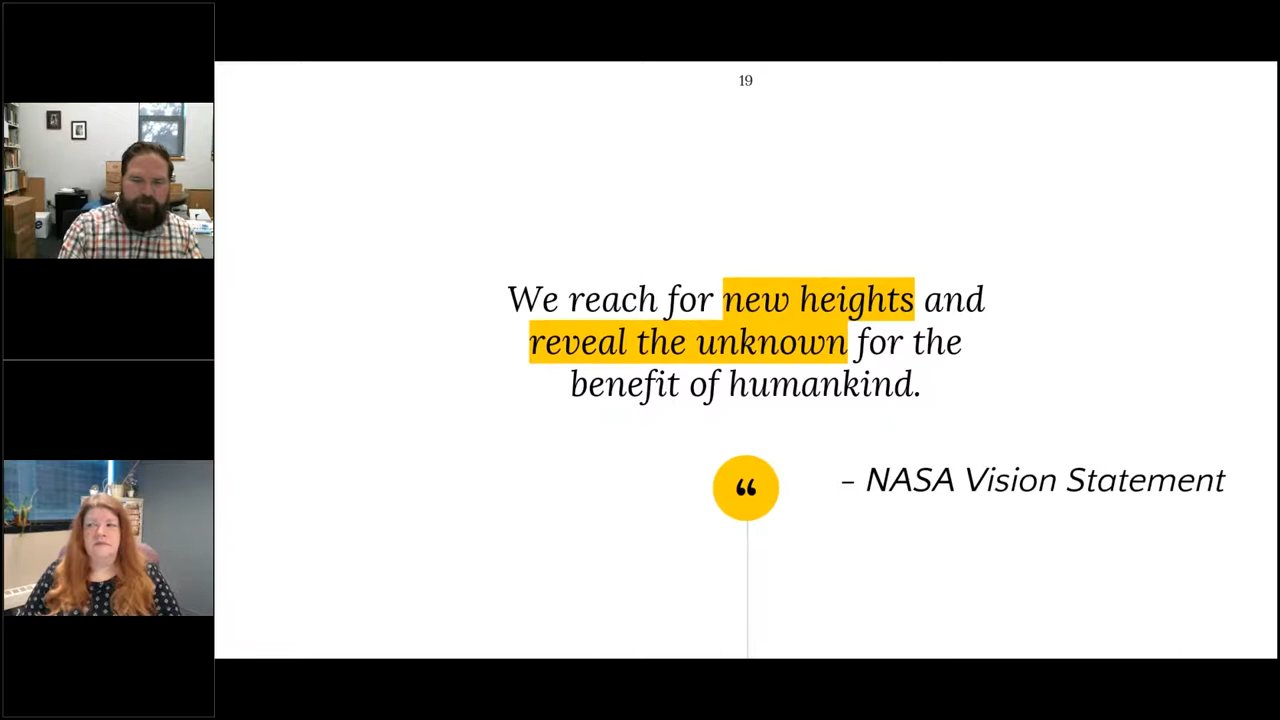 19
We reach for new heights and
reveal the unknown for the
benefit of humankind.
“
– NASA Vision Statement